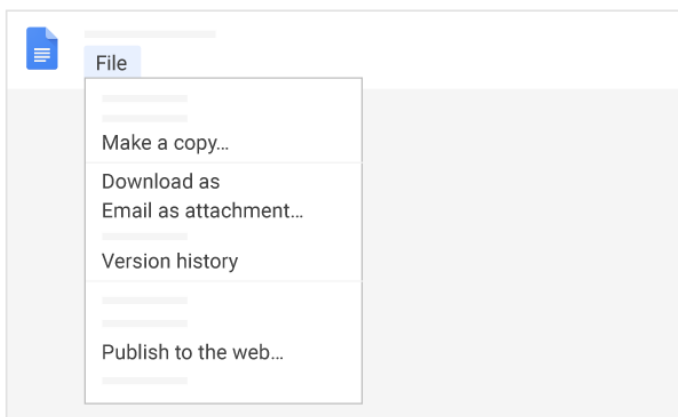 File
Make a copy…
Download as
Email as attachment…
Version history
Publish to the web…